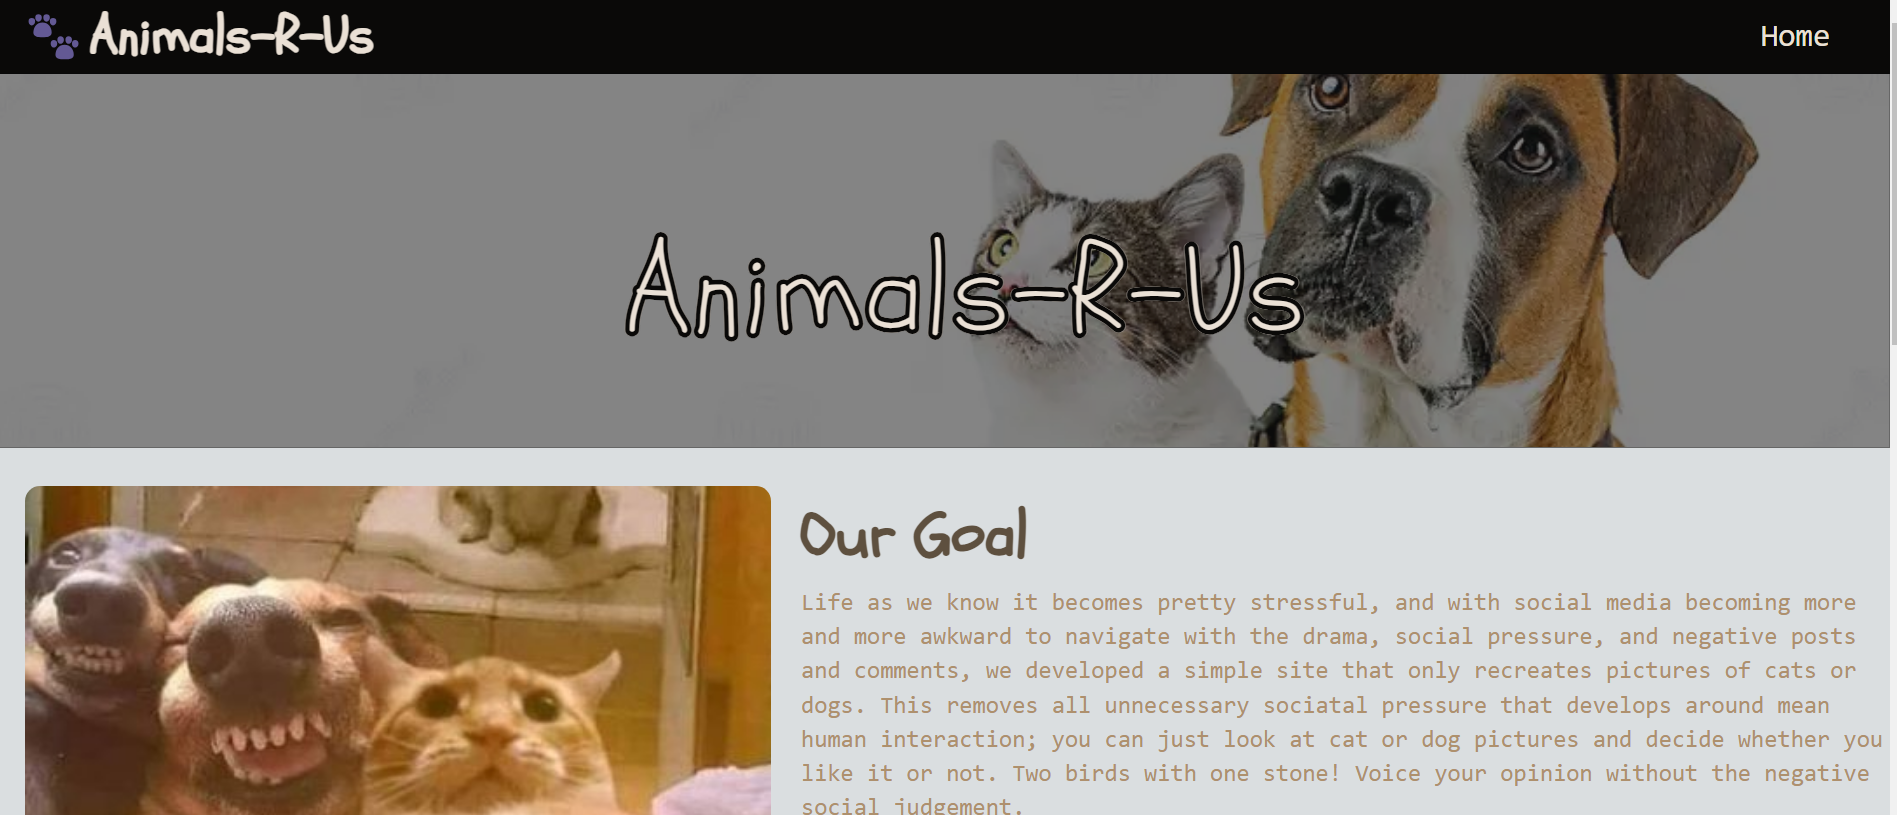 Animals-R-Us
Home
Animals-R-Us
Our Goal
Life as we know it becomes pretty stressful, and with social media becoming more
and more awkward to navigate with the drama, social pressure, and negative posts
and comments, we developed a simple site that only recreates pictures of cats or
dogs. This removes all unnecessary sociatal pressure that develops around mean
human interaction; you can just look at cat or dog pictures and decide whether you
like it or not. Two birds with one stone! Voice your opinion without the negative
social judgement.